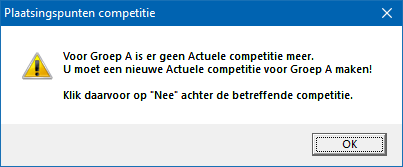 Plaatsingspunten competitie
Voor Groep A is er geen Actuele competitie meer.
U moet een nieuwe Actuele competitie voor Groep A maken!
Klik daarvoor op "Nee" achter de betreffende competitie.
OK